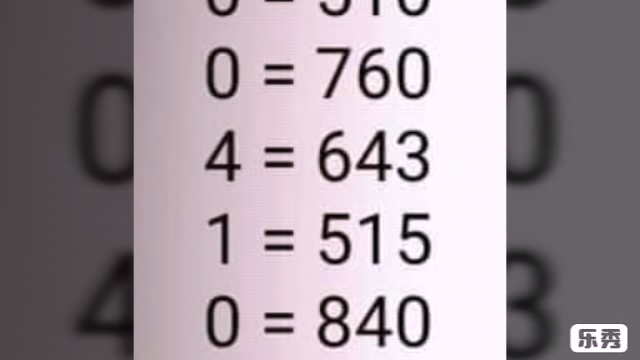 0 = 760
4 = 643
1 = 515
0 = 840
乐秀